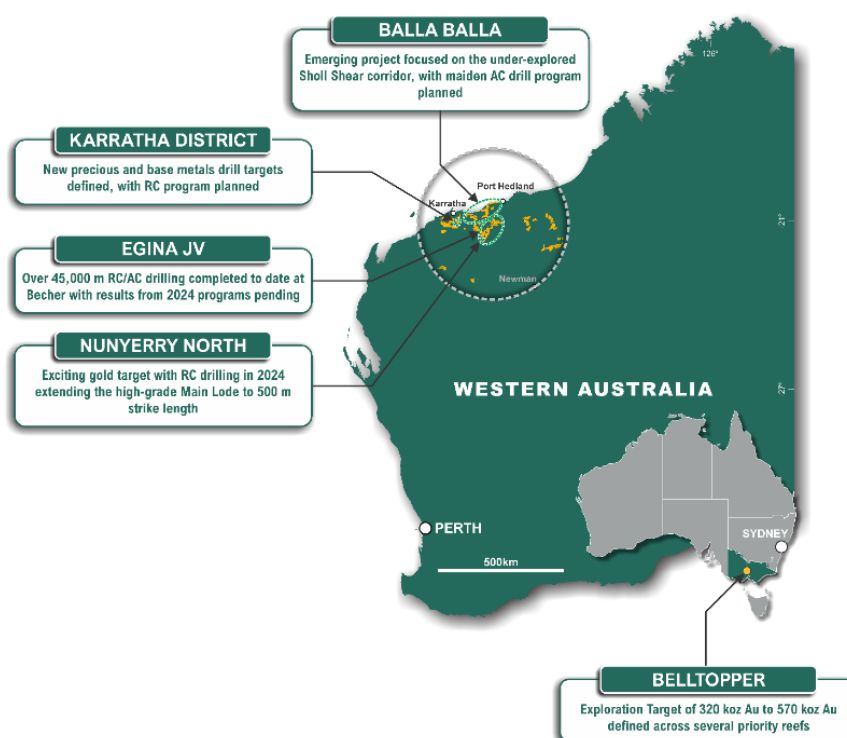 BALLA BALLA
Emerging project focused on the under-explored
Sholl Shear corridor, with maiden AC drill program
planned
126°
KARRATHA DISTRICT
New precious and base metals drill targets
defined, with RC program planned
Port Hedland
Karratha
21°
EGINA JV
Over 45,000 m RC/AC drilling completed to date at
Becher with results from 2024 programs pending
Newman
NUNYERRY NORTH
Exciting gold target with RC drilling in 2024
extending the high-grade Main Lode to 500 m
strike length
WESTERN AUSTRALIA
27°
PERTH
SYDNEY
500km
BELLTOPPER
Exploration Target of 320 koz Au to 570 koz Au
defined across several priority reefs